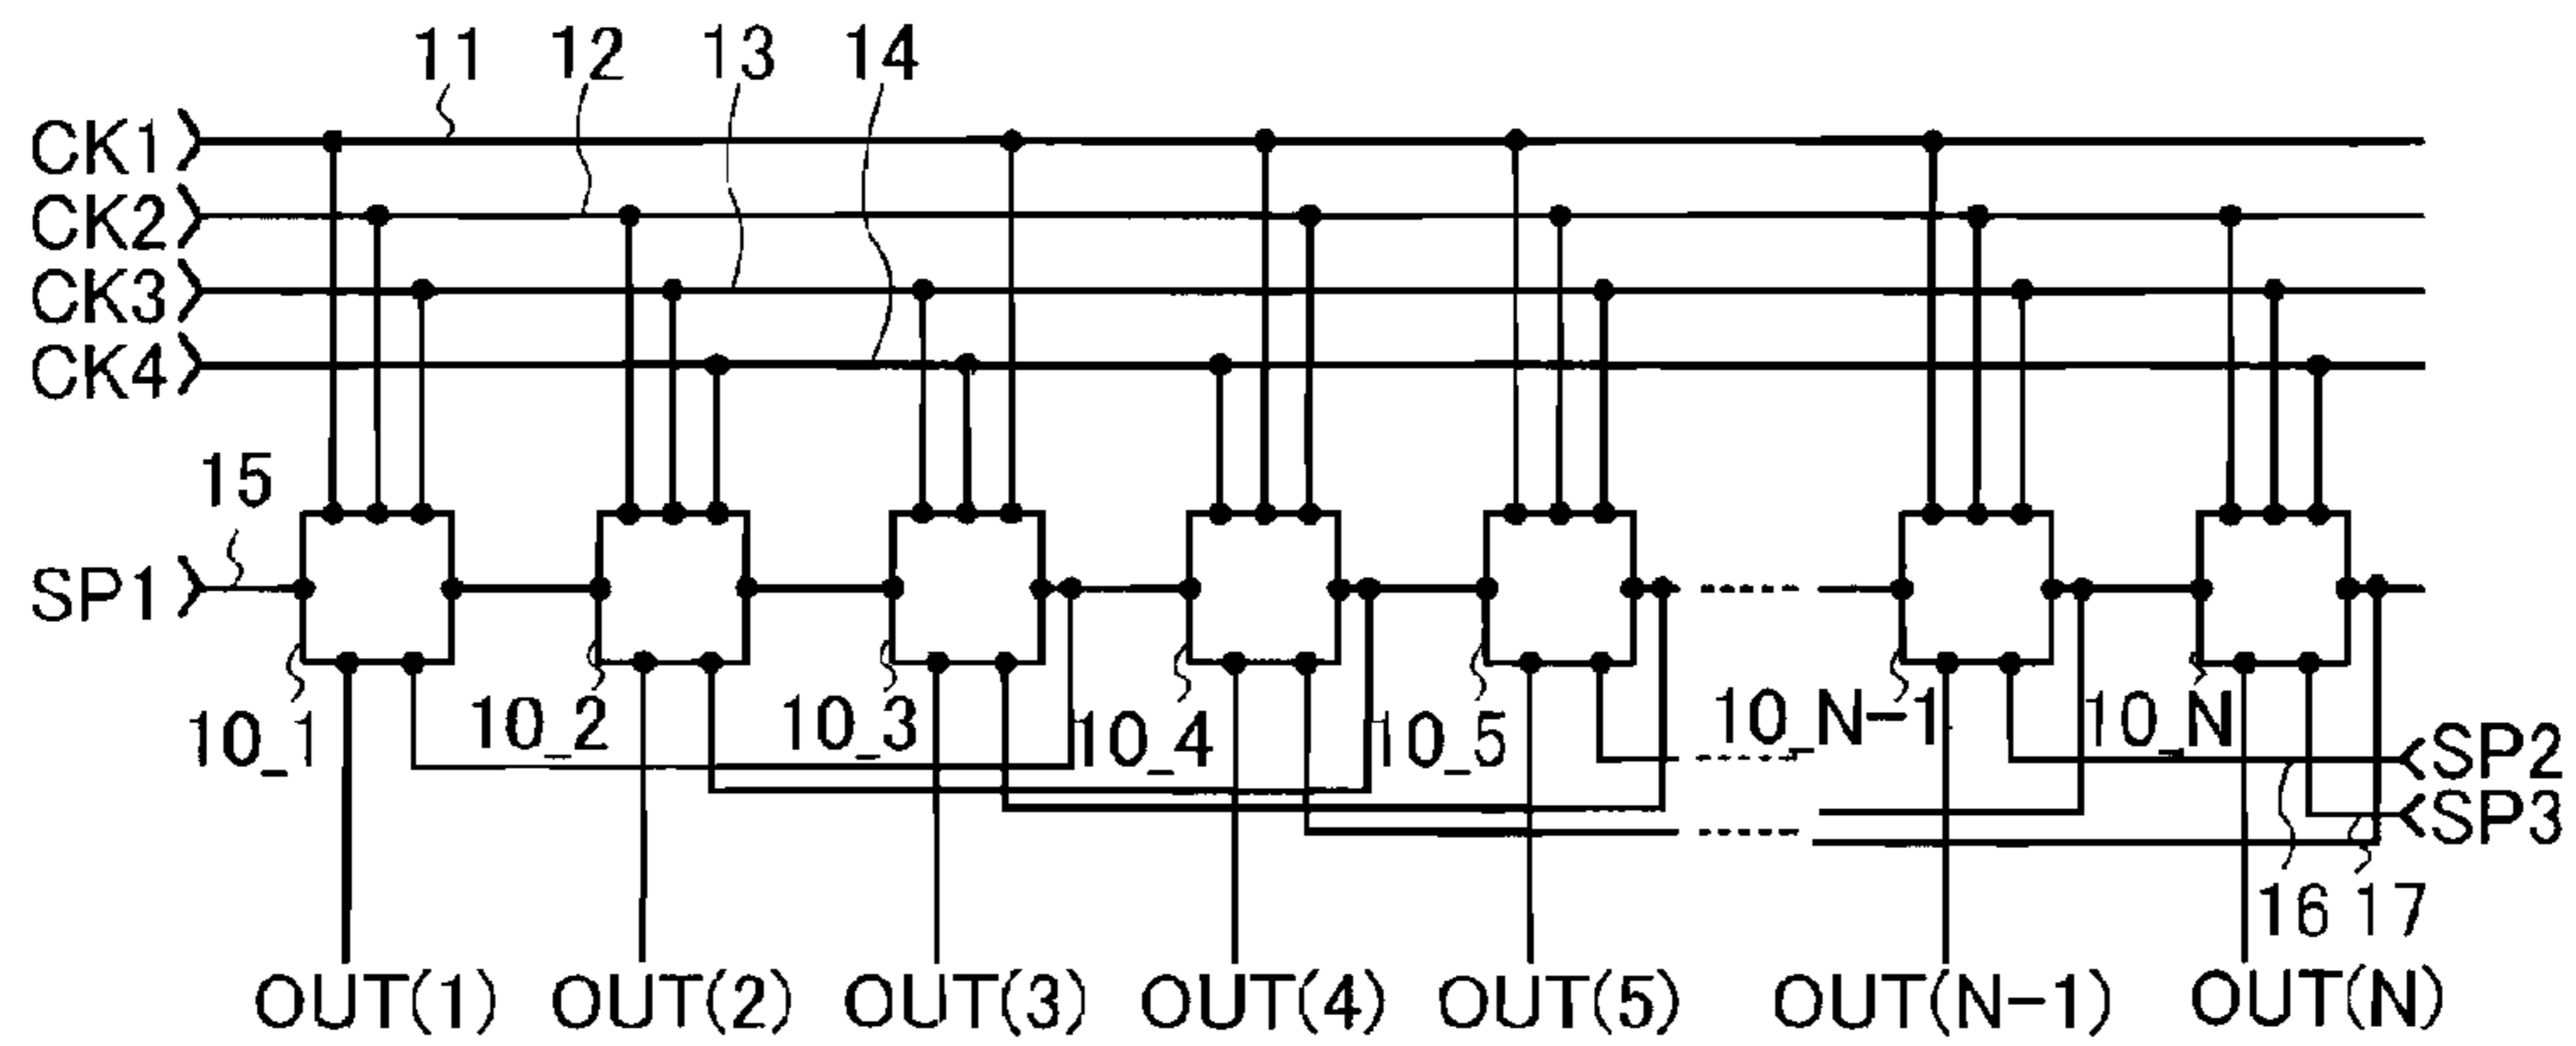 11 12 13 14
CK1
CK2
CK3
CK4
15
SP1
10_1 10_2 10_3 10_4 10_5 10_N-1 10_N
SP2
SP3
16 17
OUT(1) OUT(2) OUT(3) OUT(4) OUT(5) OUT(N-1) OUT(N)